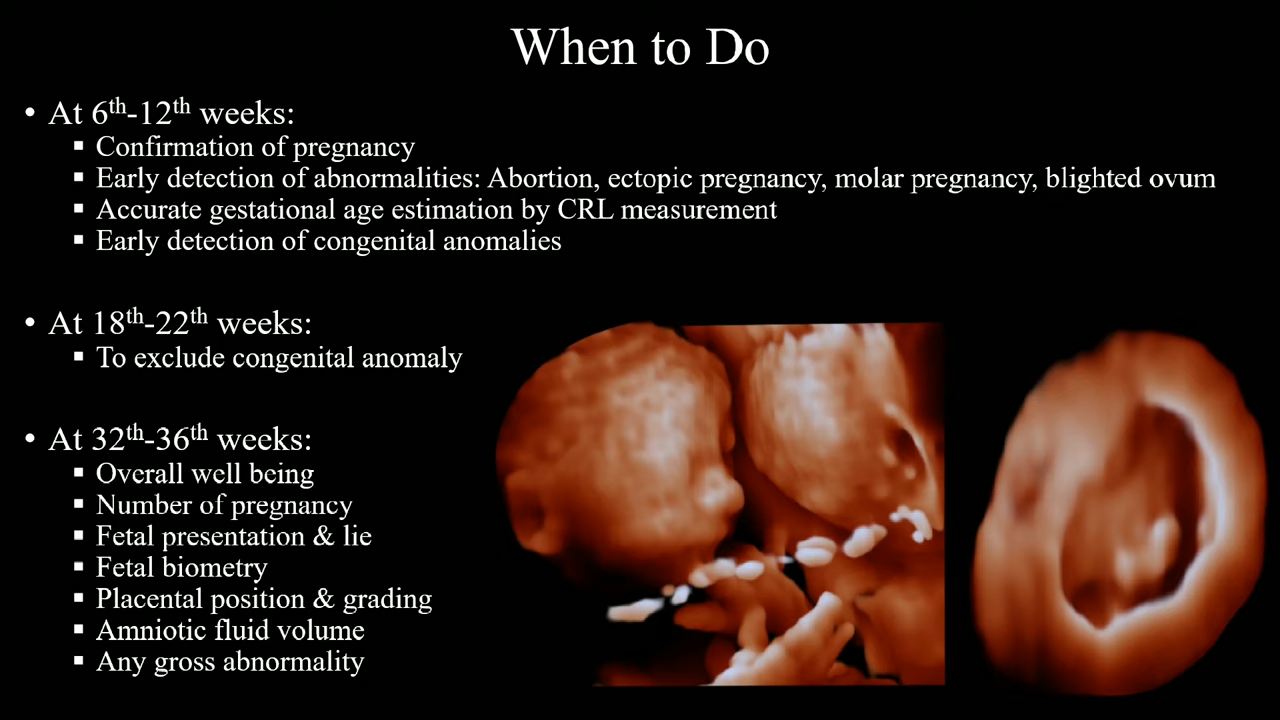 When to Do
• At 6th-12th weeks:
▪ Confirmation of pregnancy
▪ Early detection of abnormalities: Abortion, ectopic pregnancy, molar pregnancy, blighted ovum
▪ Accurate gestational age estimation by CRL measurement
▪ Early detection of congenital anomalies
• At 18th-22th weeks:
▪ To exclude congenital anomaly
• At 32th-36th weeks:
▪ Overall well being
▪ Number of pregnancy
▪ Fetal presentation & lie
▪ Fetal biometry
▪ Placental position & grading
▪ Amniotic fluid volume
▪ Any gross abnormality